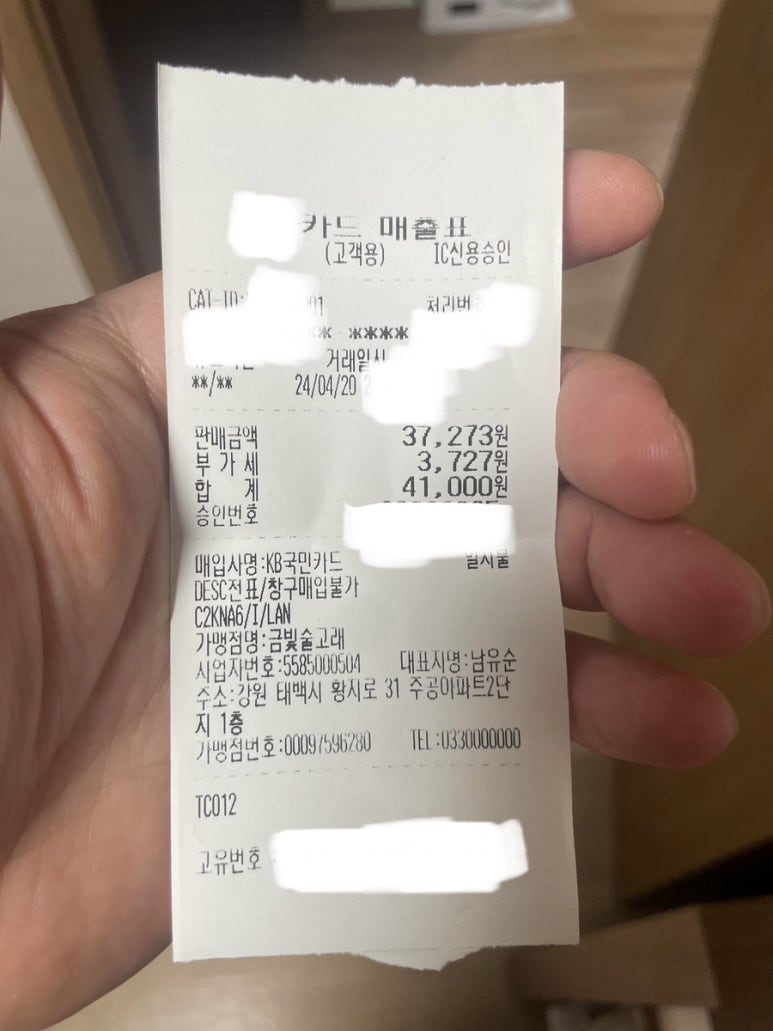 카드 매출표
(고객용) IC신용승인
CAT-ID: 01 처리번호
** - ****
거래일시
**/** 24/04/20
판매금액 37,273원
부 가 세 3,727원
합 계 41,000원
승인번호
매입사명:KB국민카드 일시불
DESC전표/창구매입불가
C2KNA6/I/LAN
가맹점명:금빛술고래
사업자번호:5585000504 대표자명:남유순
주소:강원 태백시 황지로 31 주공아파트2단
지 1층
가맹점번호:00097596280 TEL:0330000000
TC012
고유번호